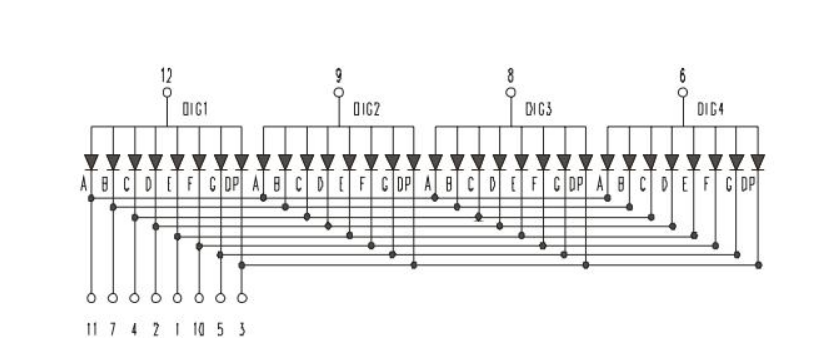 12 9 8 6
DIG1 DIG2 DIG3 DIG4
A B C D E F G DP A B C D E F G DP A B C D E F G DP A B C D E F G DP
11 7 4 2 1 10 5 3